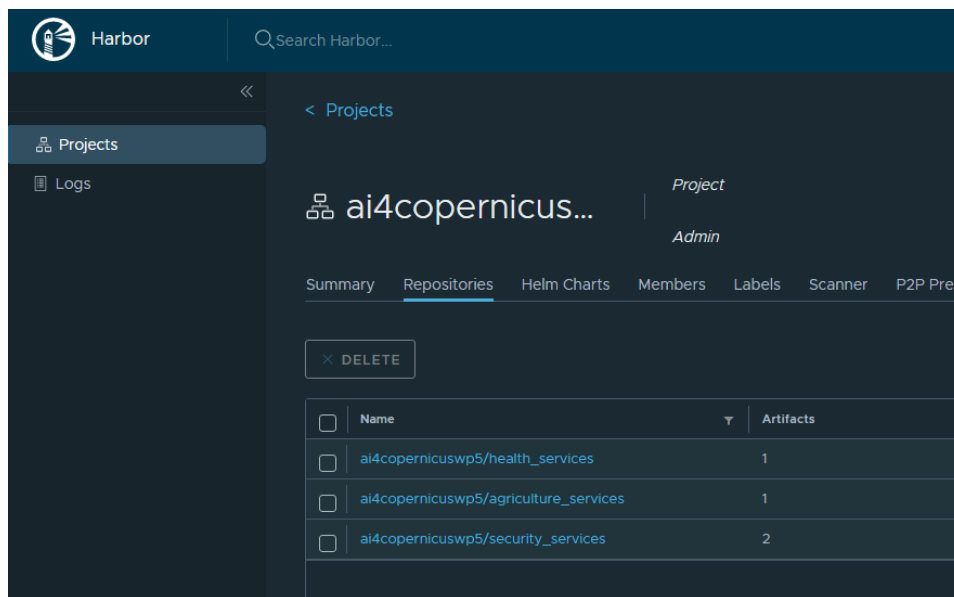 Harbor
Search Harbor...
< Projects
Projects
Logs
ai4copernicus...
Project
Admin
Summary Repositories Helm Charts Members Labels Scanner P2P Pre
DELETE
Name Artifacts
ai4copernicuswp5/health_services 1
ai4copernicuswp5/agriculture_services 1
ai4copernicuswp5/security_services 2